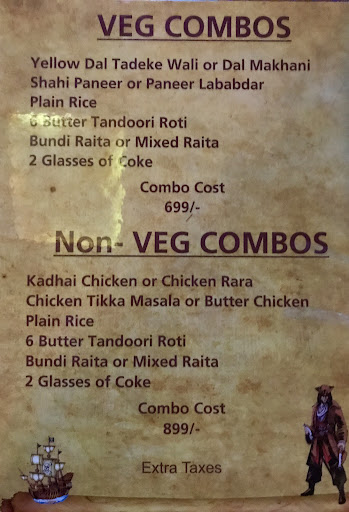 VEG COMBOS
Yellow Dal Tadeke Wali or Dal Makhani
Shahi Paneer or Paneer Lababdar
Plain Rice
6 Butter Tandoori Roti
Bundi Raita or Mixed Raita
2 Glasses of Coke
Combo Cost
699/-
Non- VEG COMBOS
Kadhai Chicken or Chicken Rara
Chicken Tikka Masala or Butter Chicken
Plain Rice
6 Butter Tandoori Roti
Bundi Raita or Mixed Raita
2 Glasses of Coke
Combo Cost
899/-
Extra Taxes